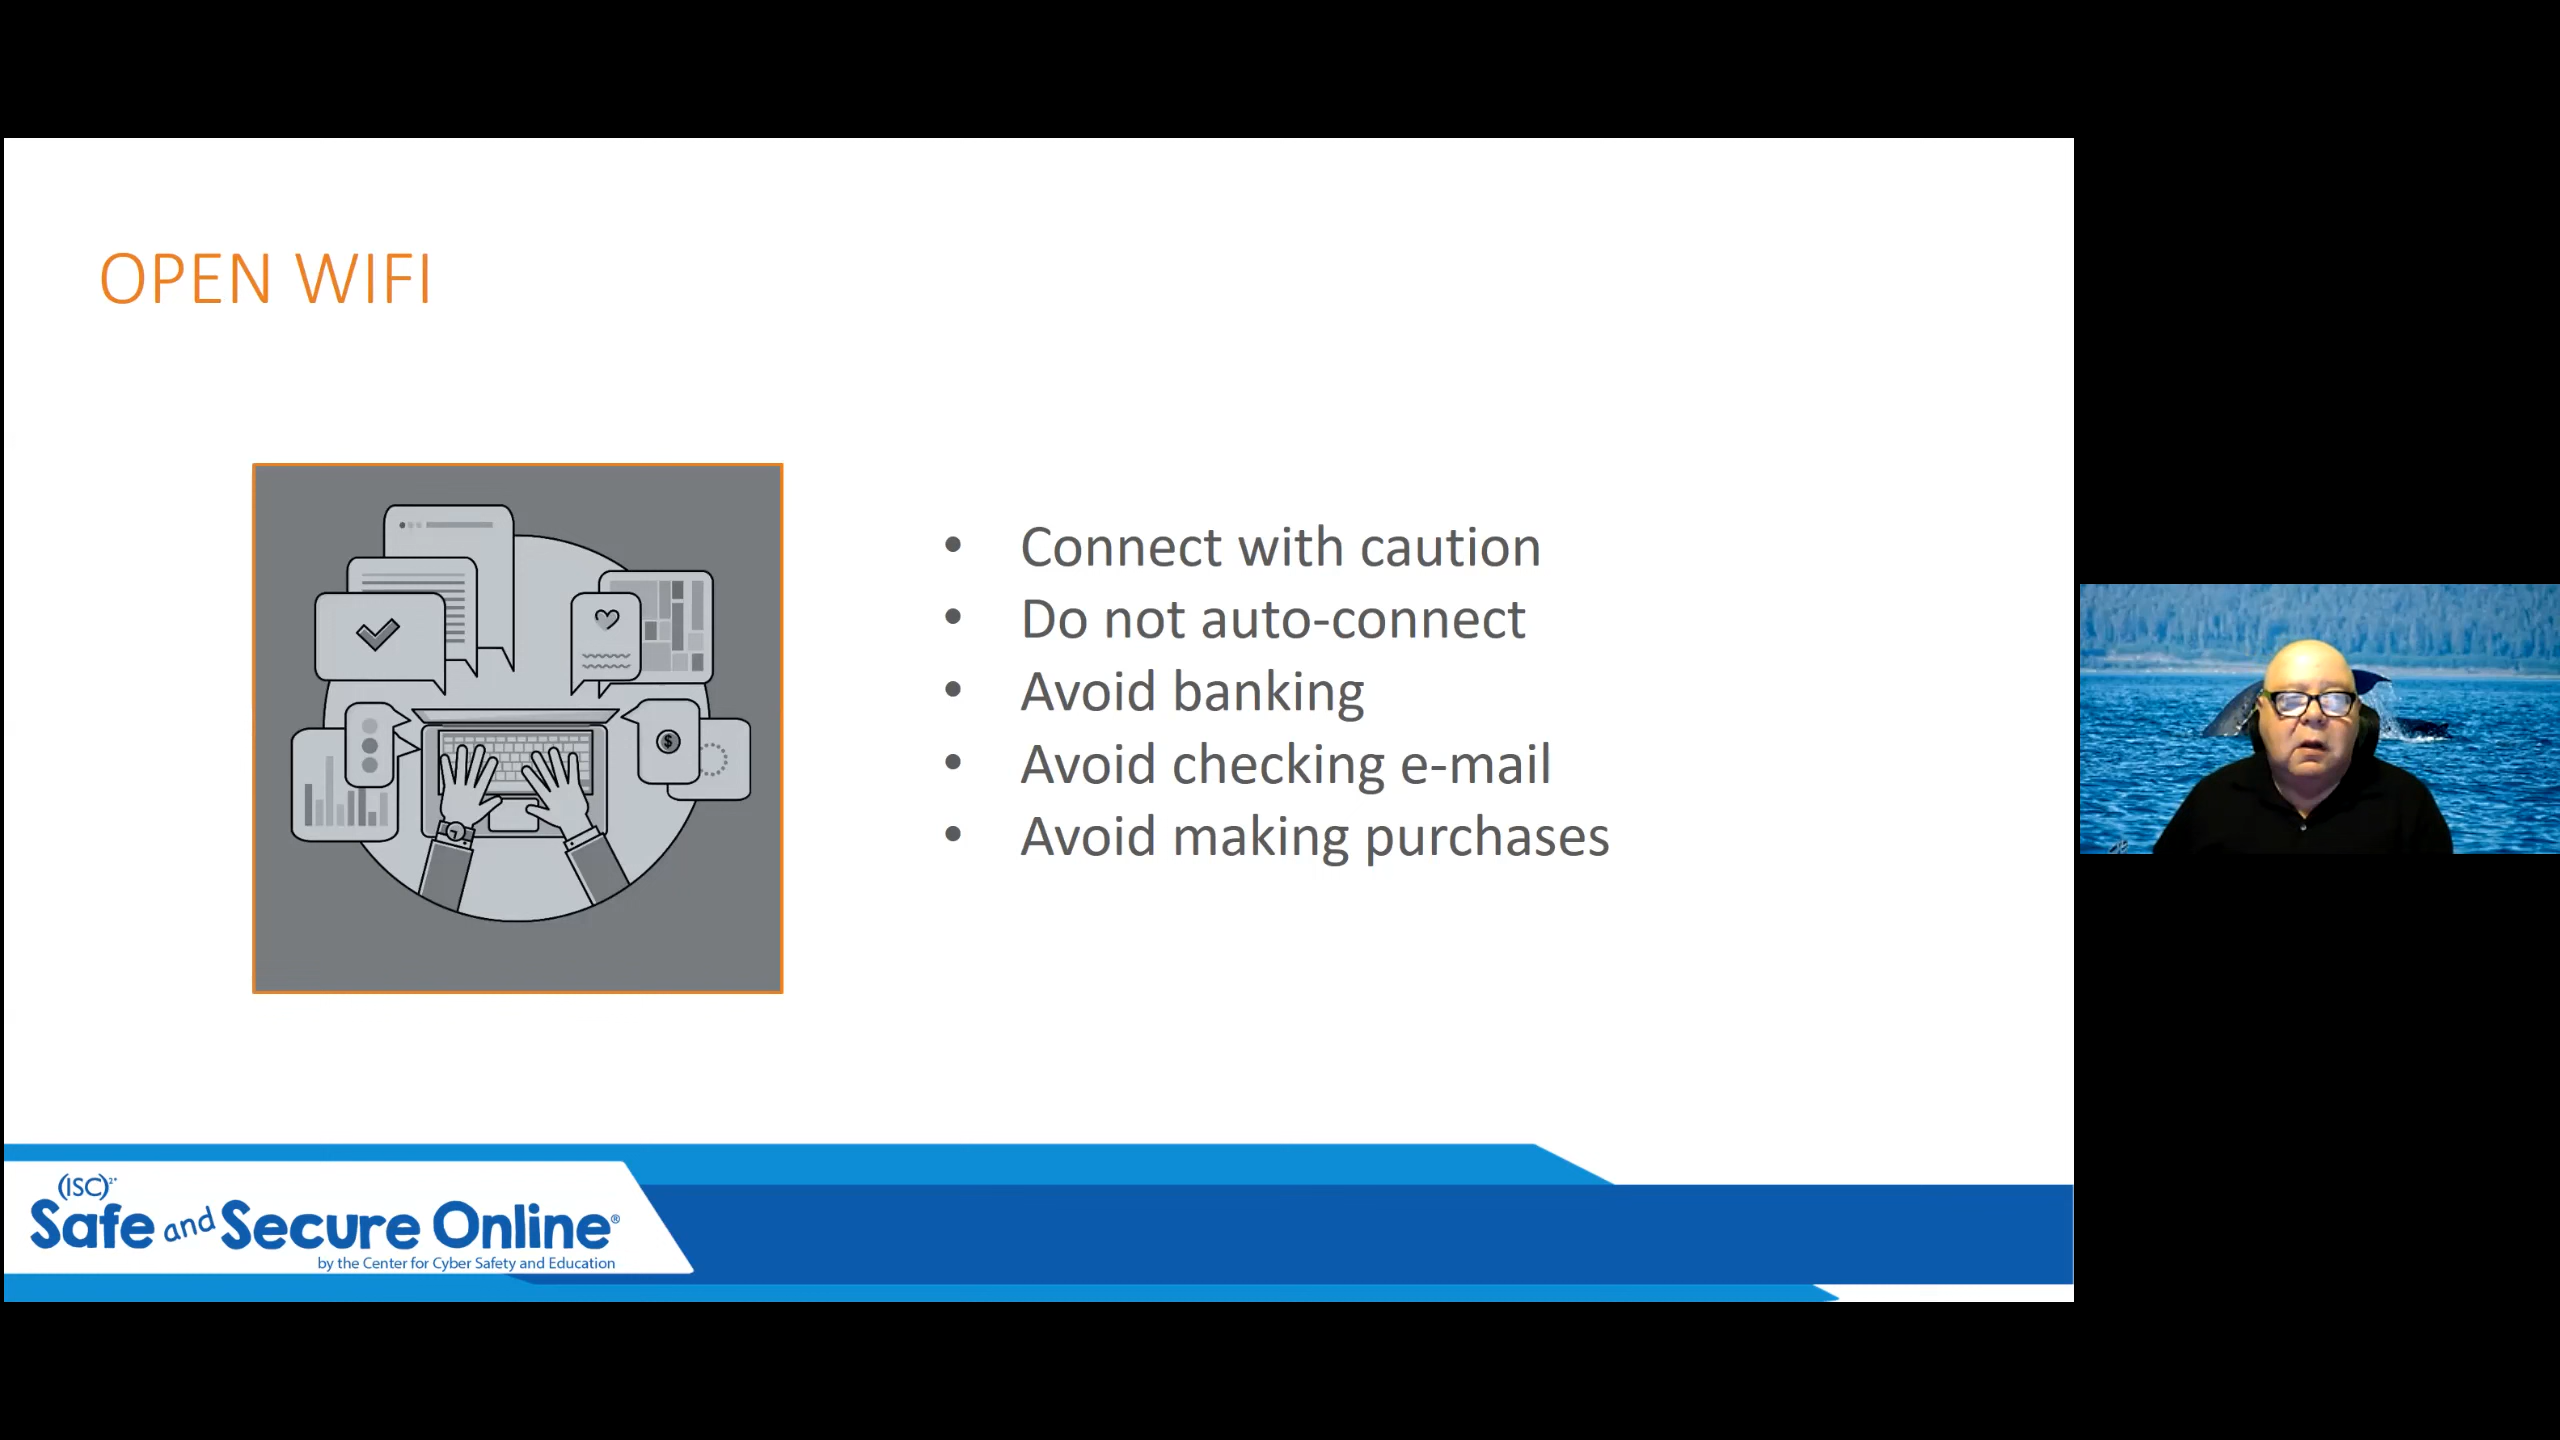 OPEN WIFI
• Connect with caution
• Do not auto-connect
• Avoid banking
• Avoid checking e-mail
• Avoid making purchases
$
(ISC)²®
Safe and Secure Online®
by the Center for Cyber Safety and Education